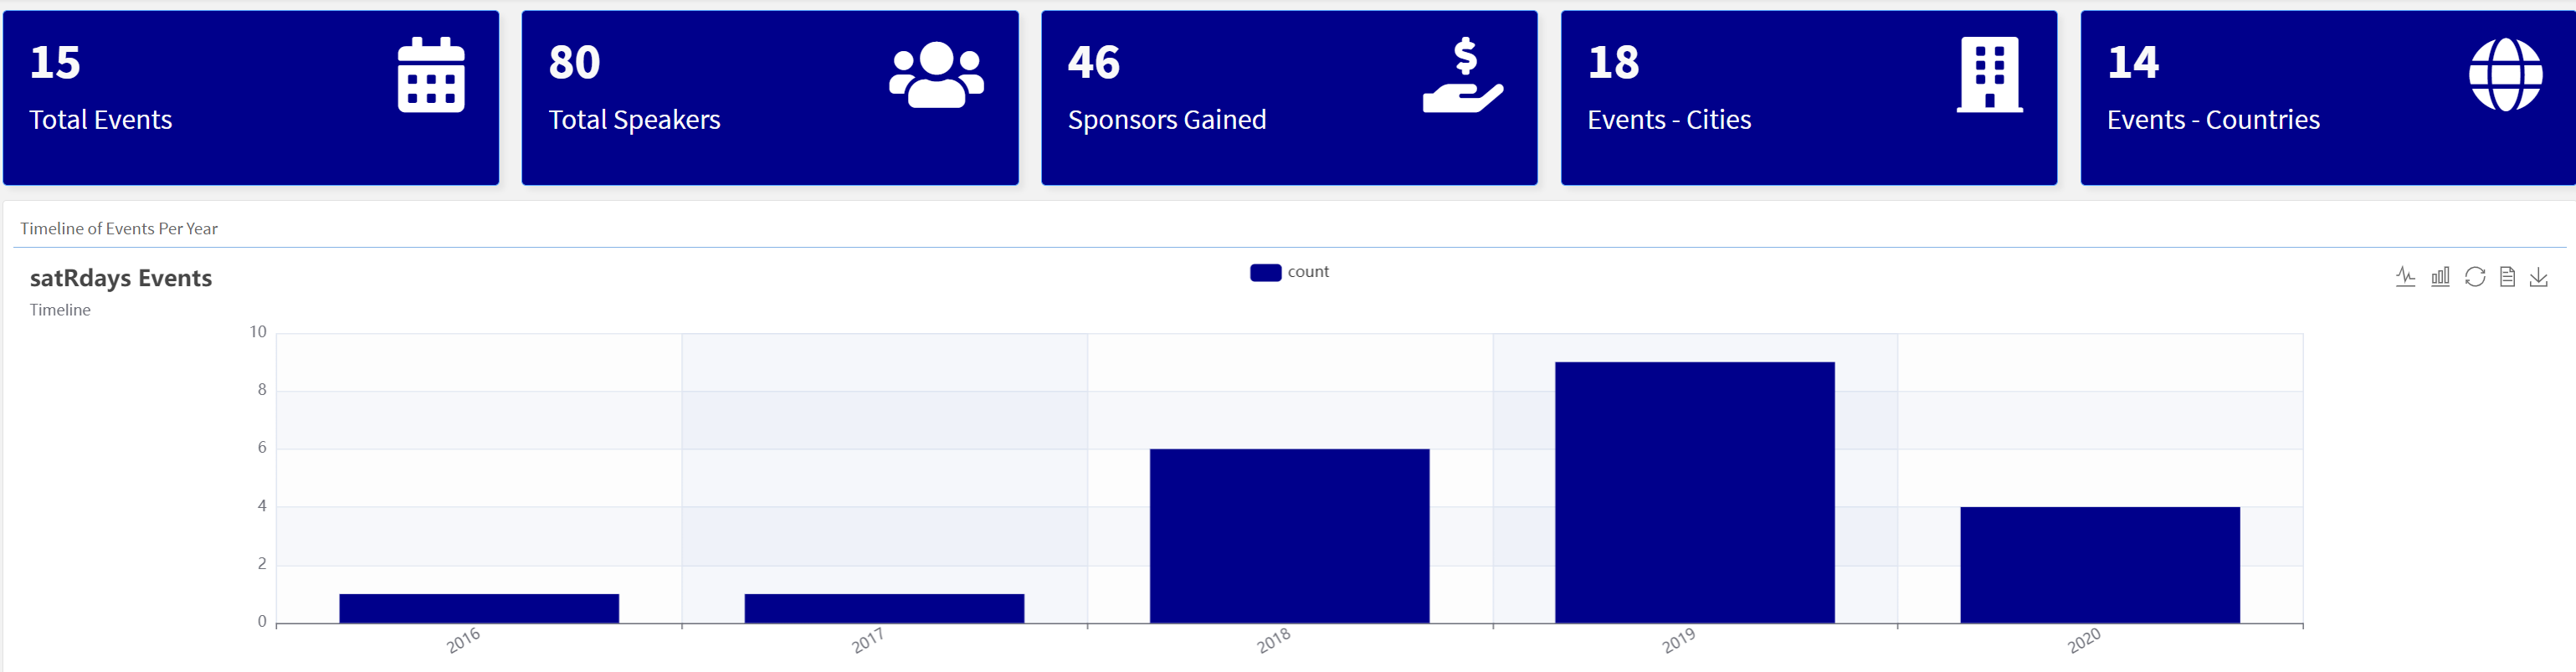 15
Total Events
80
Total Speakers
46
Sponsors Gained
18
Events - Cities
14
Events - Countries
Timeline of Events Per Year
satRdays Events
Timeline
count
10
8
6
4
2
0
2016
2017
2018
2019
2020